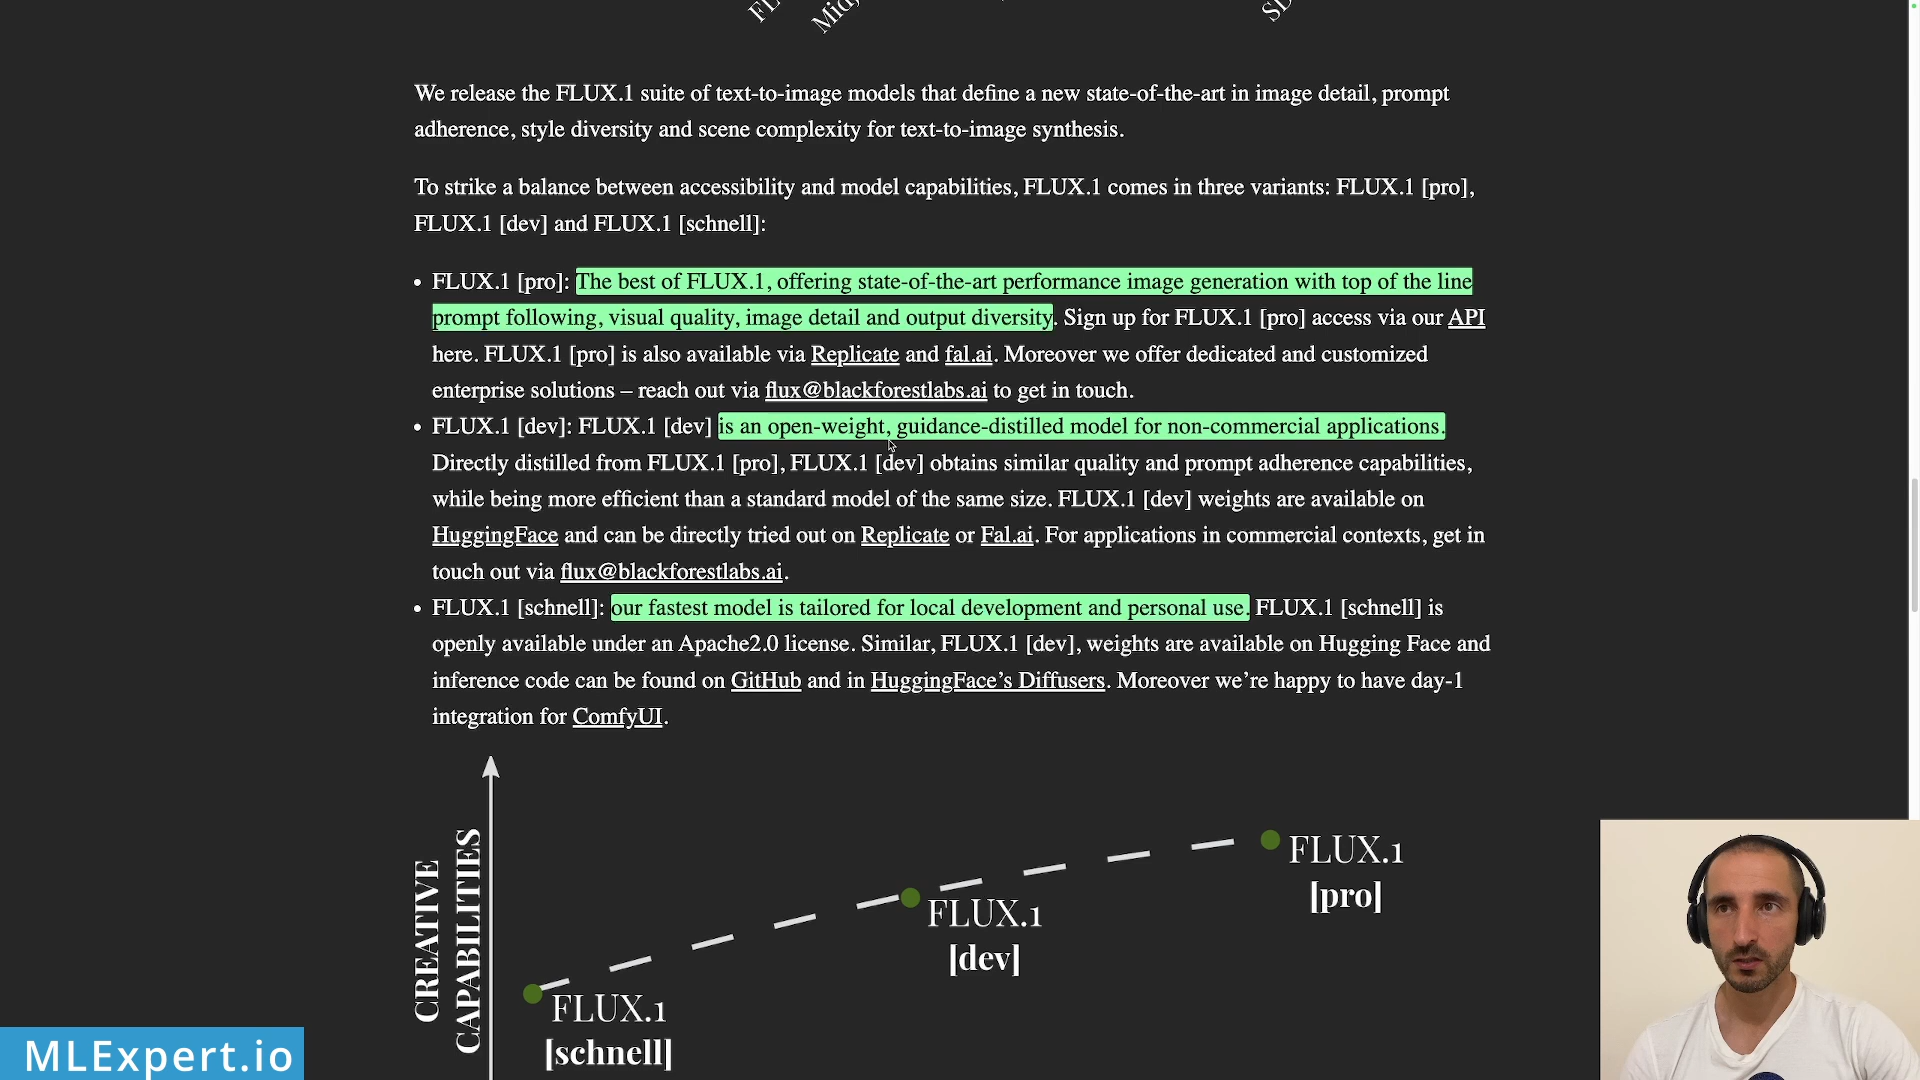 We release the FLUX.1 suite of text-to-image models that define a new state-of-the-art in image detail, prompt
adherence, style diversity and scene complexity for text-to-image synthesis.
To strike a balance between accessibility and model capabilities, FLUX.1 comes in three variants: FLUX.1 [pro],
FLUX.1 [dev] and FLUX.1 [schnell]:
• FLUX.1 [pro]: The best of FLUX.1, offering state-of-the-art performance image generation with top of the line
prompt following, visual quality, image detail and output diversity. Sign up for FLUX.1 [pro] access via our API
here. FLUX.1 [pro] is also available via Replicate and fal.ai. Moreover we offer dedicated and customized
enterprise solutions – reach out via flux@blackforestlabs.ai to get in touch.
• FLUX.1 [dev]: FLUX.1 [dev] is an open-weight, guidance-distilled model for non-commercial applications.
Directly distilled from FLUX.1 [pro], FLUX.1 [dev] obtains similar quality and prompt adherence capabilities,
while being more efficient than a standard model of the same size. FLUX.1 [dev] weights are available on
HuggingFace and can be directly tried out on Replicate or Fal.ai. For applications in commercial contexts, get in
touch out via flux@blackforestlabs.ai.
• FLUX.1 [schnell]: our fastest model is tailored for local development and personal use. FLUX.1 [schnell] is
openly available under an Apache2.0 license. Similar, FLUX.1 [dev], weights are available on Hugging Face and
inference code can be found on GitHub and in HuggingFace’s Diffusers. Moreover we’re happy to have day-1
integration for ComfyUI.
CREATIVE
CAPABILITIES
FLUX.1
[pro]
FLUX.1
[dev]
FLUX.1
[schnell]
MLExpert.io